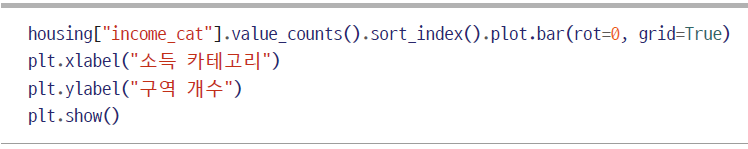 housing["income_cat"].value_counts().sort_index().plot.bar(rot=0, grid=True)
plt.xlabel("소득 카테고리")
plt.ylabel("구역 개수")
plt.show()